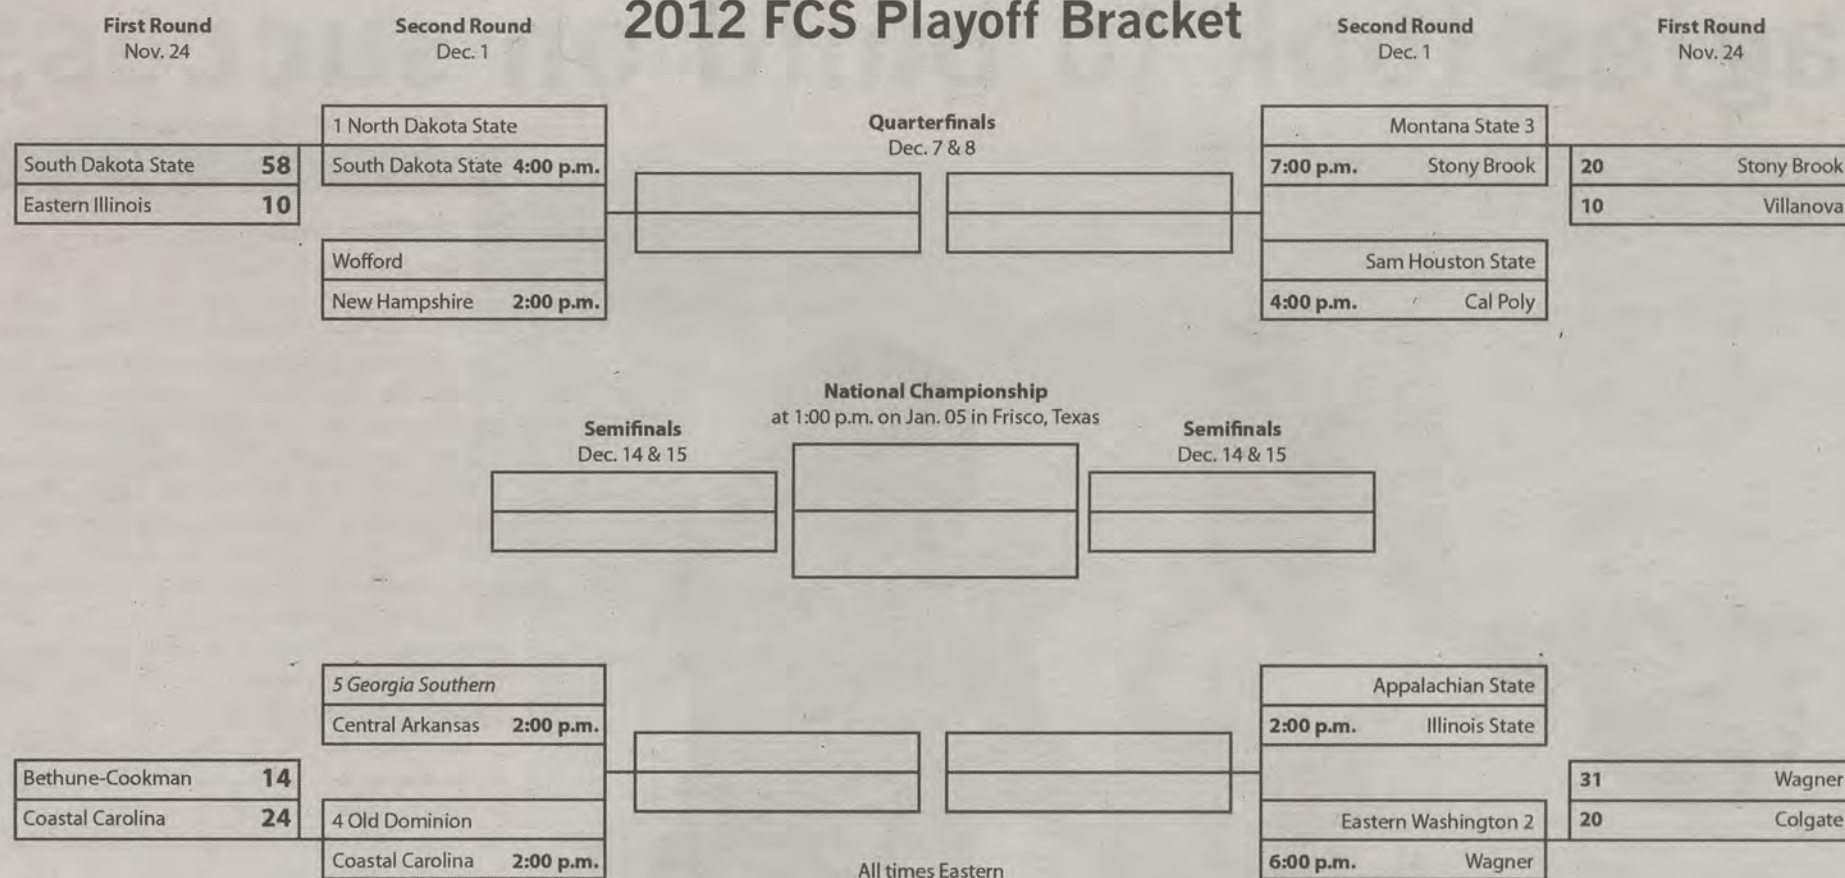 2012 FCS Playoff Bracket
First Round
Nov. 24
Second Round
Dec. 1
Second Round
Dec. 1
First Round
Nov. 24
1 North Dakota State
South Dakota State 4:00 p.m.
South Dakota State 58
Eastern Illinois 10
Wofford
New Hampshire 2:00 p.m.
Quarterfinals
Dec. 7 & 8
Montana State 3
7:00 p.m. Stony Brook
20 Stony Brook
10 Villanova
Sam Houston State
4:00 p.m. Cal Poly
National Championship
at 1:00 p.m. on Jan. 05 in Frisco, Texas
Semifinals
Dec. 14 & 15
Semifinals
Dec. 14 & 15
5 Georgia Southern
Central Arkansas 2:00 p.m.
Bethune-Cookman 14
Coastal Carolina 24
4 Old Dominion
Coastal Carolina 2:00 p.m.
Appalachian State
2:00 p.m. Illinois State
31 Wagner
20 Colgate
Eastern Washington 2
6:00 p.m. Wagner
All times Eastern